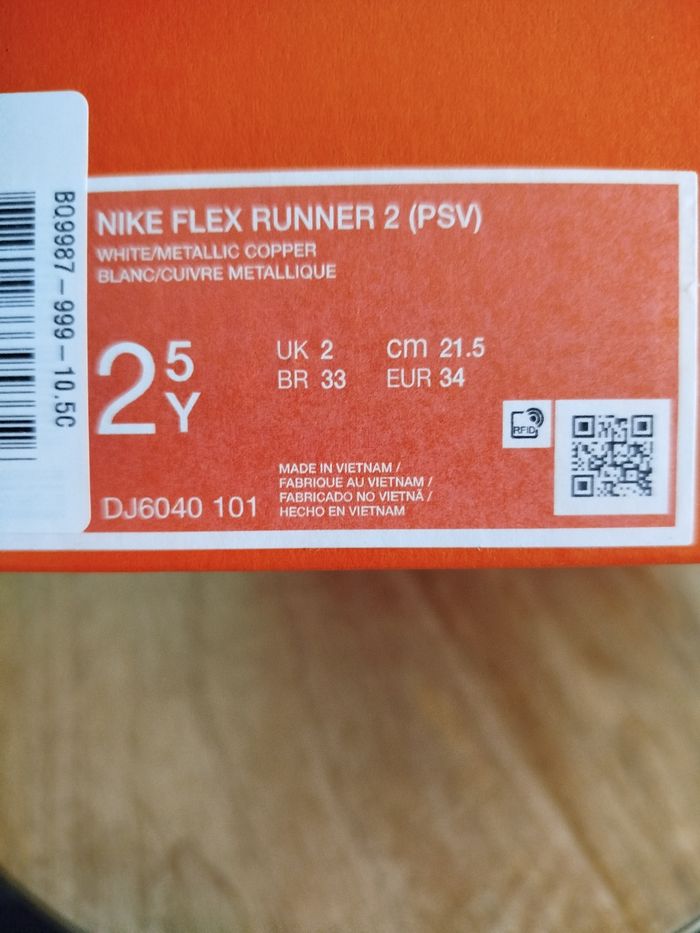 BQ9987-999-10.5C
NIKE FLEX RUNNER 2 (PSV)
WHITE/METALLIC COPPER
BLANC/CUIVRE METALLIQUE
2 5 Y
UK 2 cm 21.5
BR 33 EUR 34
RFID
MADE IN VIETNAM /
FABRIQUE AU VIETNAM /
FABRICADO NO VIETNÃ /
HECHO EN VIETNAM
DJ6040 101